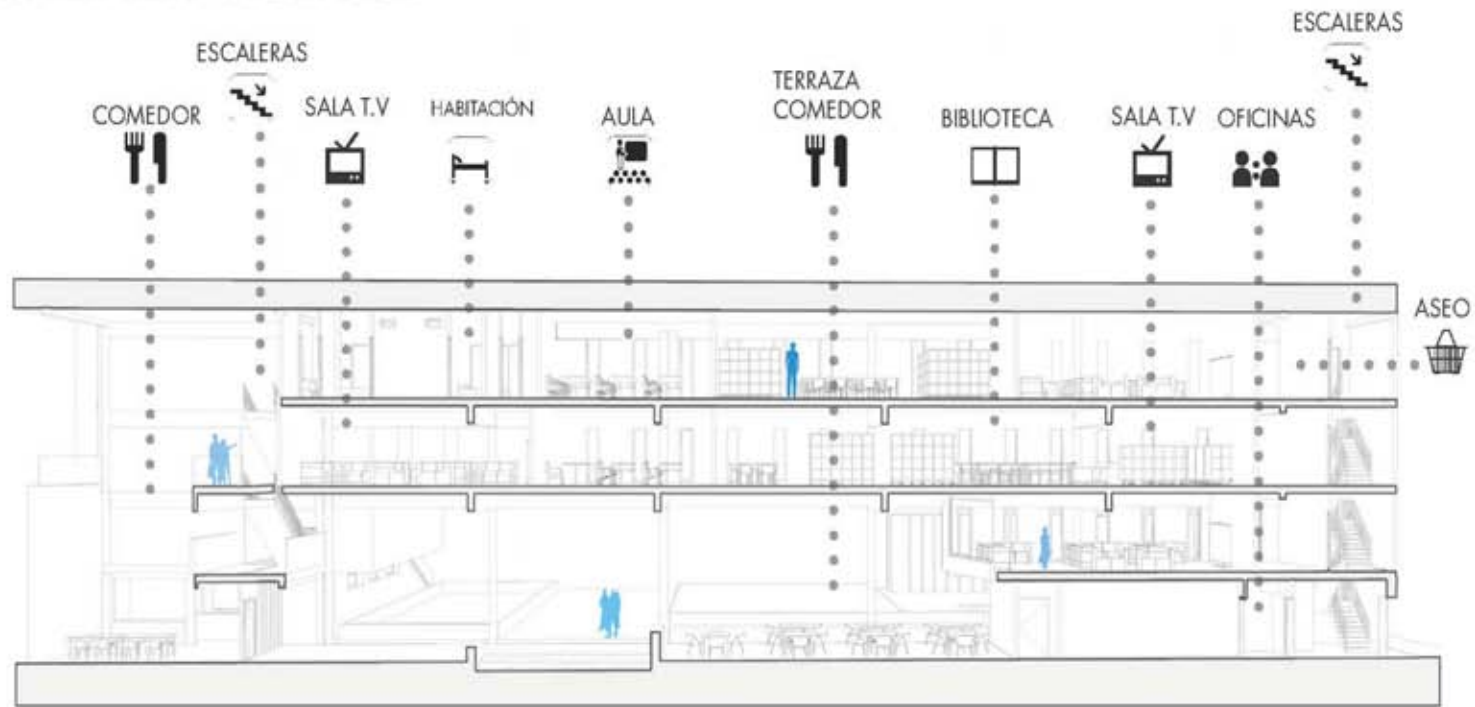 ESCALERAS
COMEDOR
SALA T.V
HABITACIÓN
AULA
TERRAZA
COMEDOR
BIBLIOTECA
SALA T.V
OFICINAS
ESCALERAS
ASEO